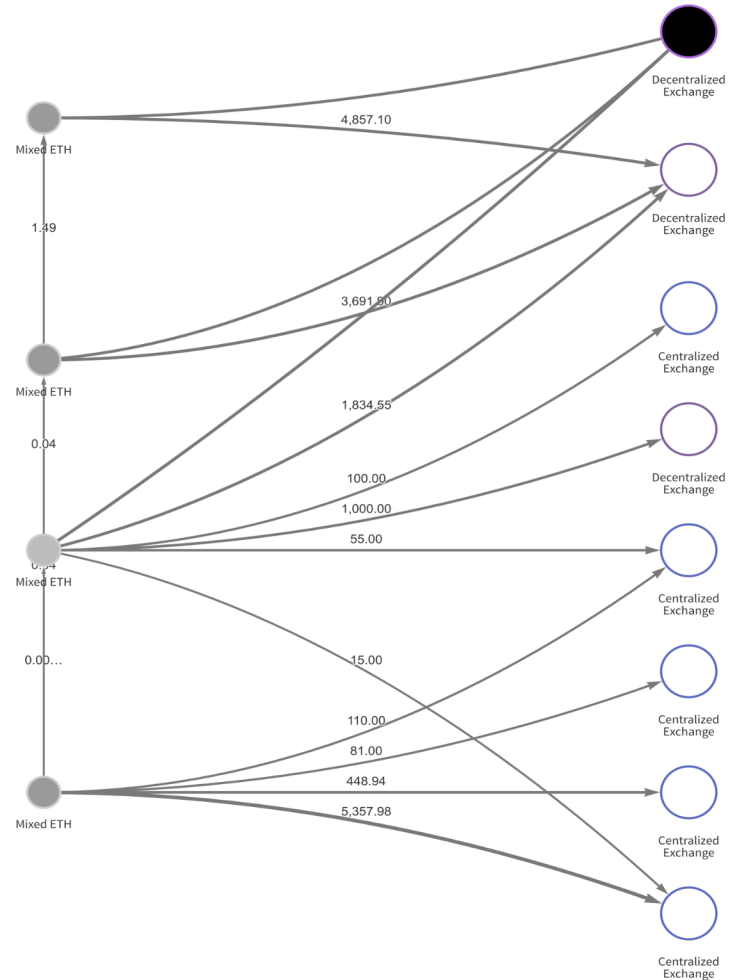 Decentralized
Exchange
4,857.10
Mixed ETH
Decentralized
Exchange
1.49
3,691.90
Centralized
Exchange
Mixed ETH
1,834.55
0.04
100.00
Decentralized
Exchange
1,000.00
55.00
Mixed ETH
Centralized
Exchange
0.00...
15.00
110.00
Centralized
Exchange
81.00
448.94
5,357.98
Mixed ETH
Centralized
Exchange
Centralized
Exchange